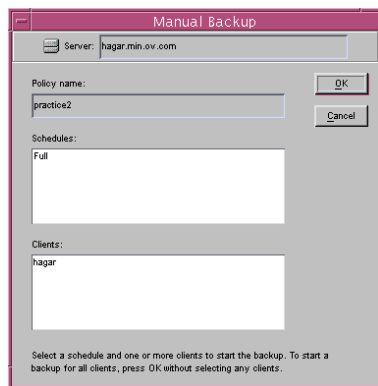 Manual Backup
Server: hagar.min.ov.com
Policy name:
OK
practice2
Cancel
Schedules:
Full
Clients:
hagar
Select a schedule and one or more clients to start the backup. To start a
backup for all clients, press OK without selecting any clients.